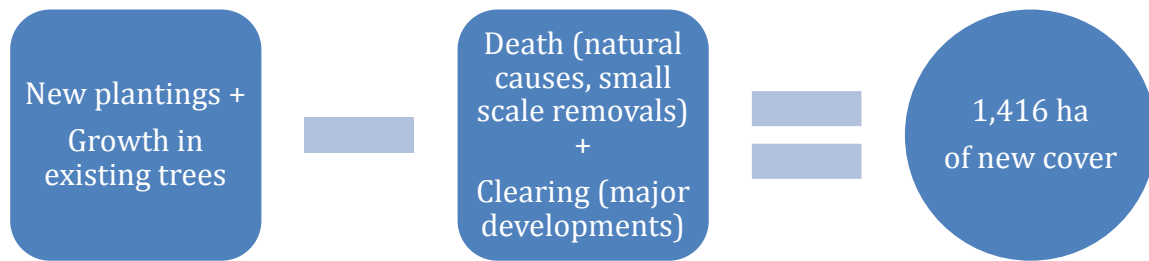 New plantings +
Growth in
existing trees
Death (natural
causes, small
scale removals)
+
Clearing (major
developments)
1,416 ha
of new cover